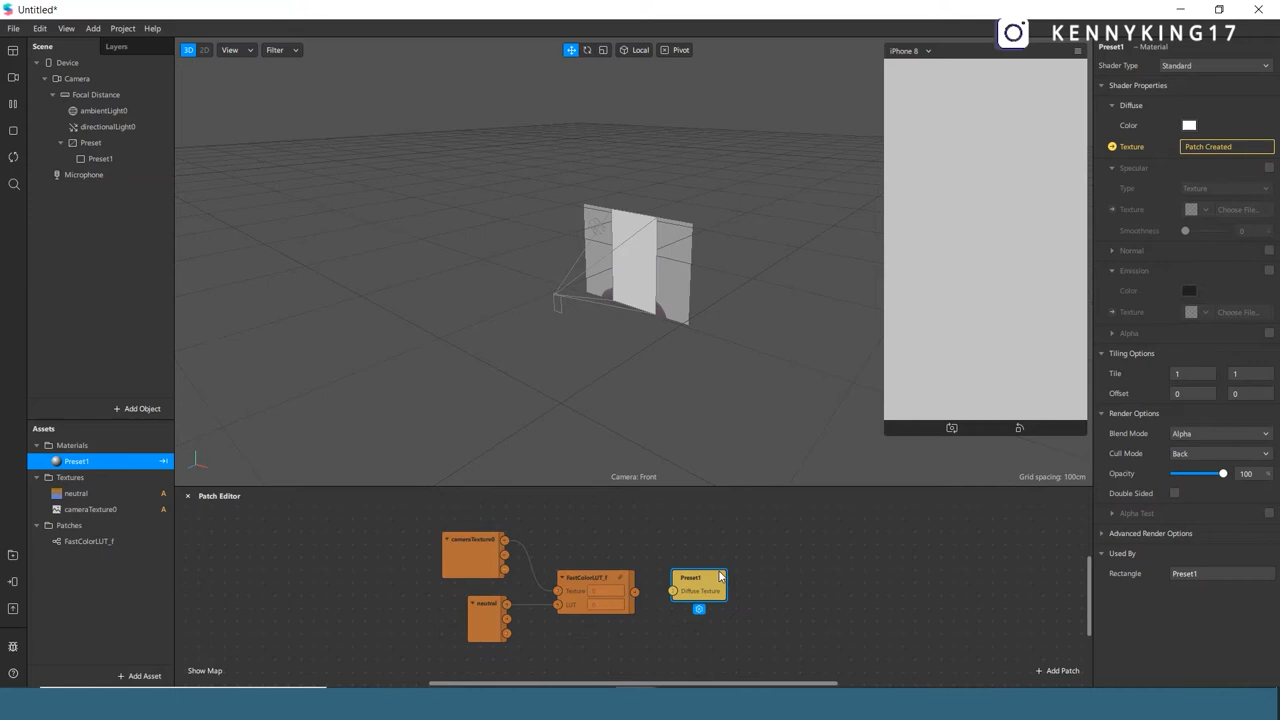 Untitled*
File Edit View Add Project Help
KENNYKING17
Scene Layers
Device
Camera
Focal Distance
ambientLight0
directionalLight0
Preset
Preset1
Microphone
+ Add Object
Assets
Materials
Preset1
Textures
neutral A
cameraTexture0 A
Patches
FastColorLUT_f
+ Add Asset
3D 2D View Filter Local Pivot
iPhone 8
Camera: Front
Grid spacing: 100cm
Patch Editor
cameraTexture0
neutral
FastColorLUT_f
Texture
LUT
Preset1
Diffuse Texture
Show Map
+ Add Patch
Preset1 – Material
Shader Type Standard
Shader Properties
Diffuse
Color
Texture Patch Created
Specular
Type Texture
Texture Choose File...
Smoothness 0
Normal
Emission
Color
Texture Choose File...
Alpha
Tiling Options
Tile 1 1
Offset 0 0
Render Options
Blend Mode Alpha
Cull Mode Back
Opacity 100 %
Double Sided
Alpha Test
Advanced Render Options
Used By
Rectangle Preset1